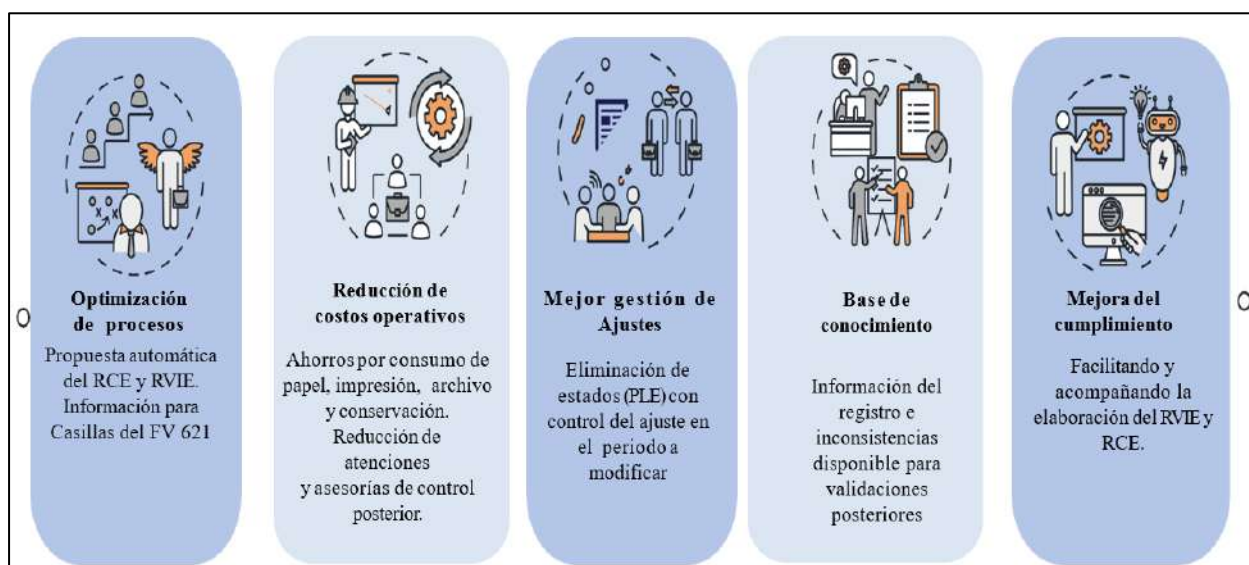 Optimización
de procesos
Propuesta automática
del RCE y RVIE.
Información para
Casillas del FV 621
Reducción de
costos operativos
Ahorros por consumo de
papel, impresión, archivo
y conservación.
Reducción de
atenciones
y asesorías de control
posterior.
Mejor gestión de
Ajustes
Eliminación de
estados (PLE) con
control del ajuste en
el periodo a
modificar
Base de
conocimiento
Información del
registro e
inconsistencias
disponible para
validaciones
posteriores
Mejora del
cumplimiento
Facilitando y
acompañando la
elaboración del RVIE y
RCE.